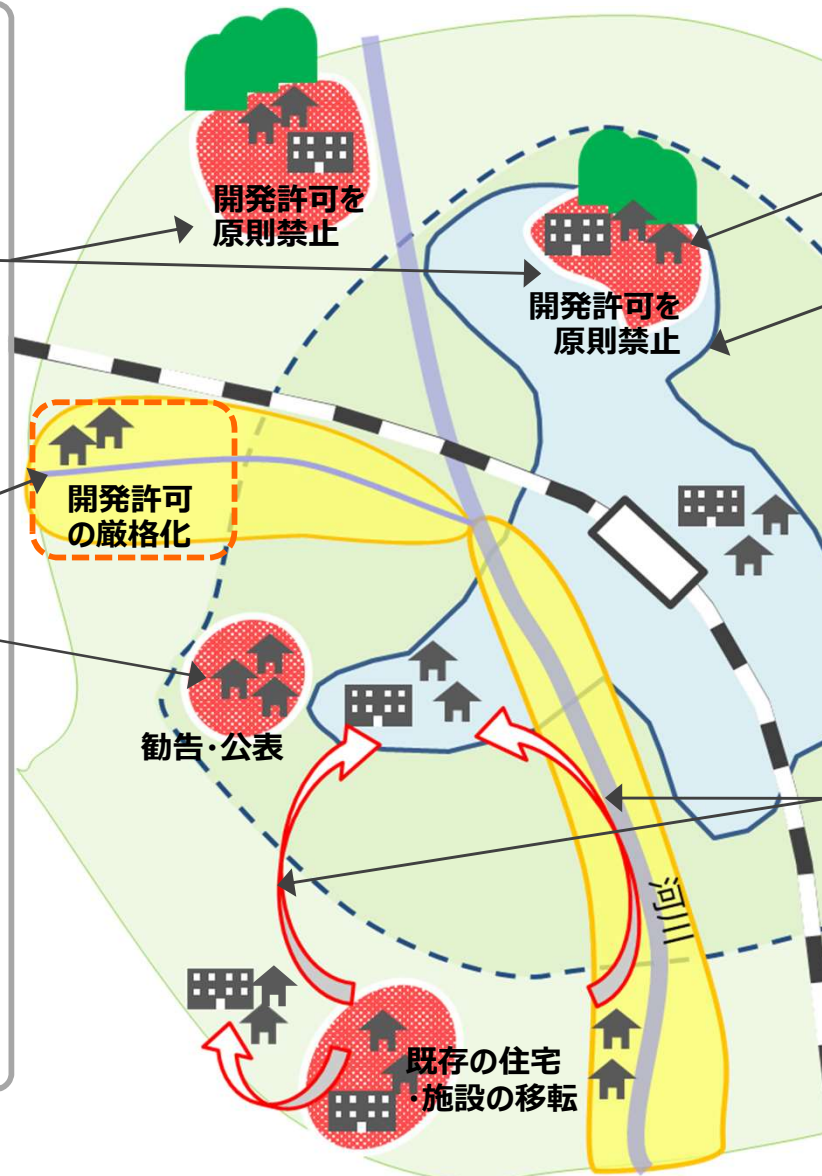 開発許可を
原則禁止
開発許可を
原則禁止
開発許可
の厳格化
勧告・公表
河川
既存の住宅
・施設の移転